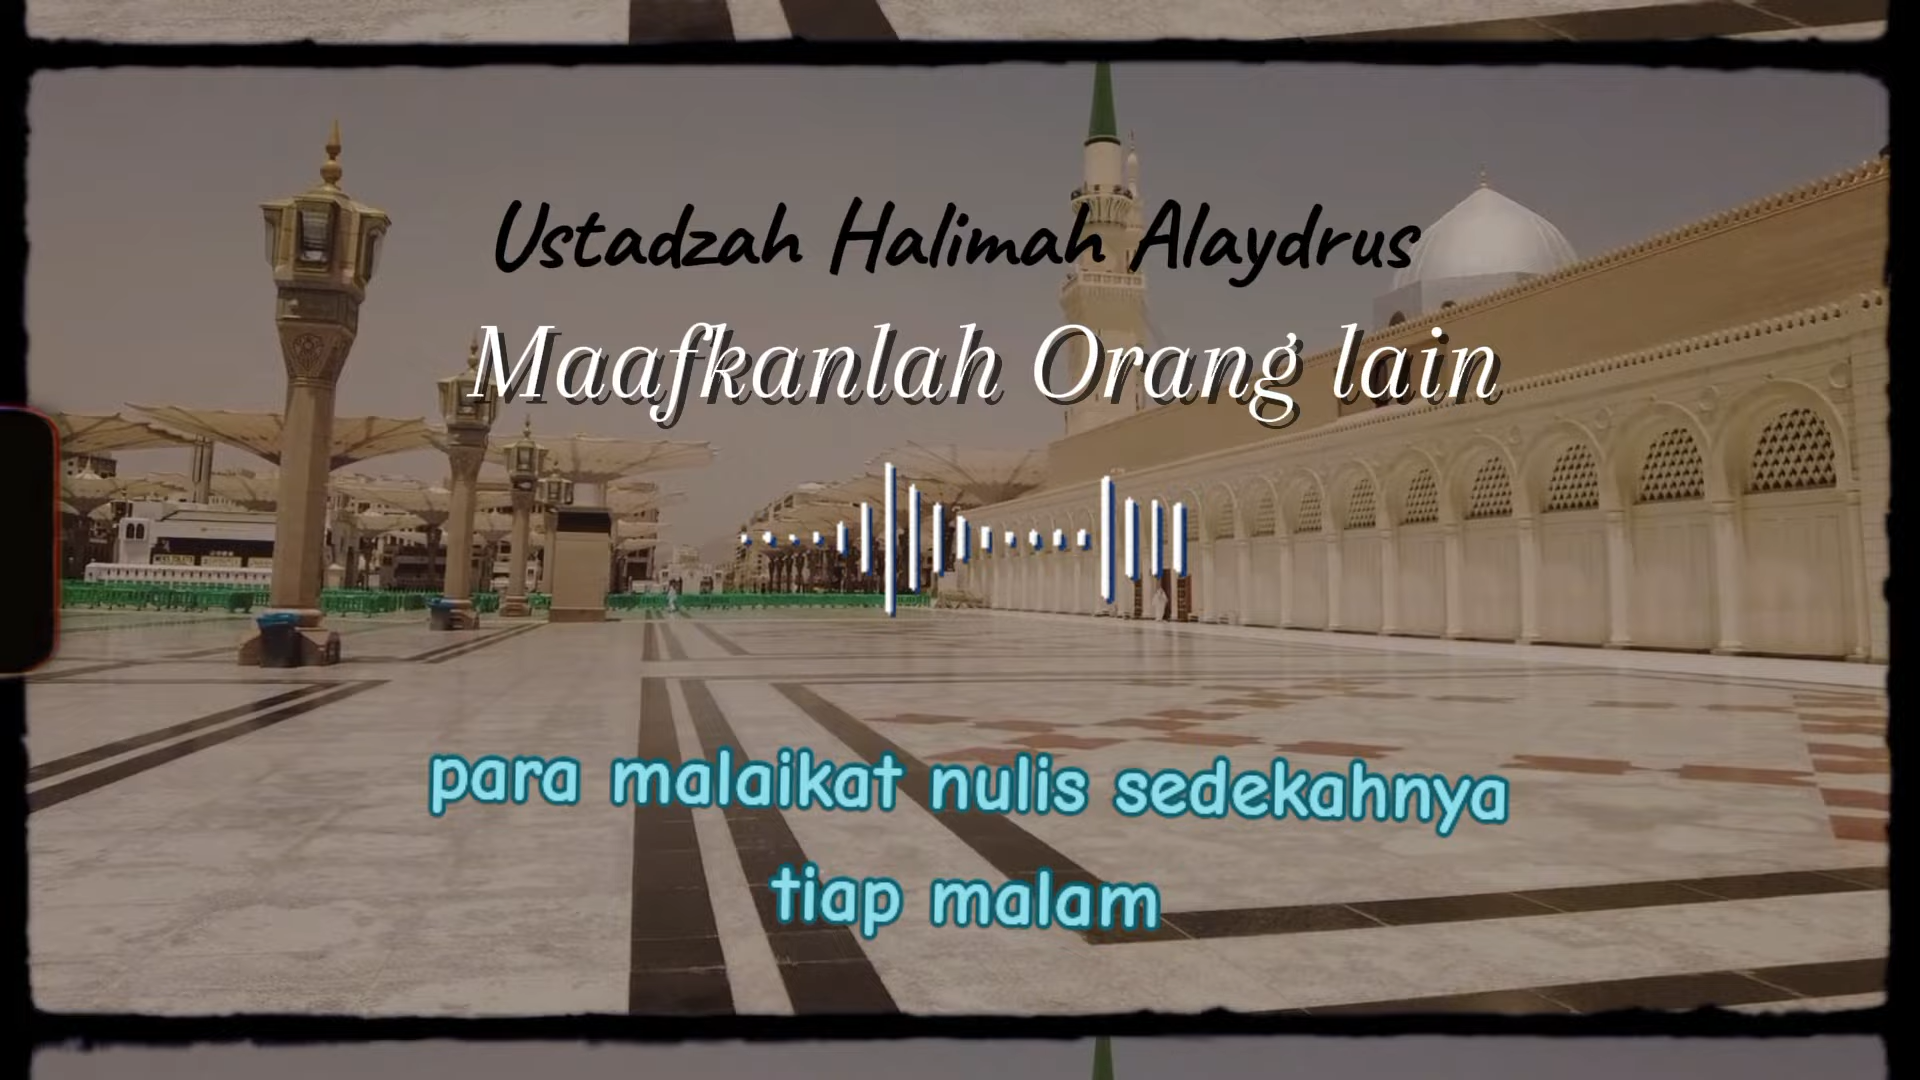 Ustadzah Halimah Alaydrus
Maafkanlah Orang lain
para malaikat nulis sedekahnya
tiap malam